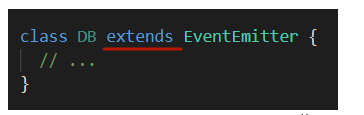 class DB extends EventEmitter {
// ...
}